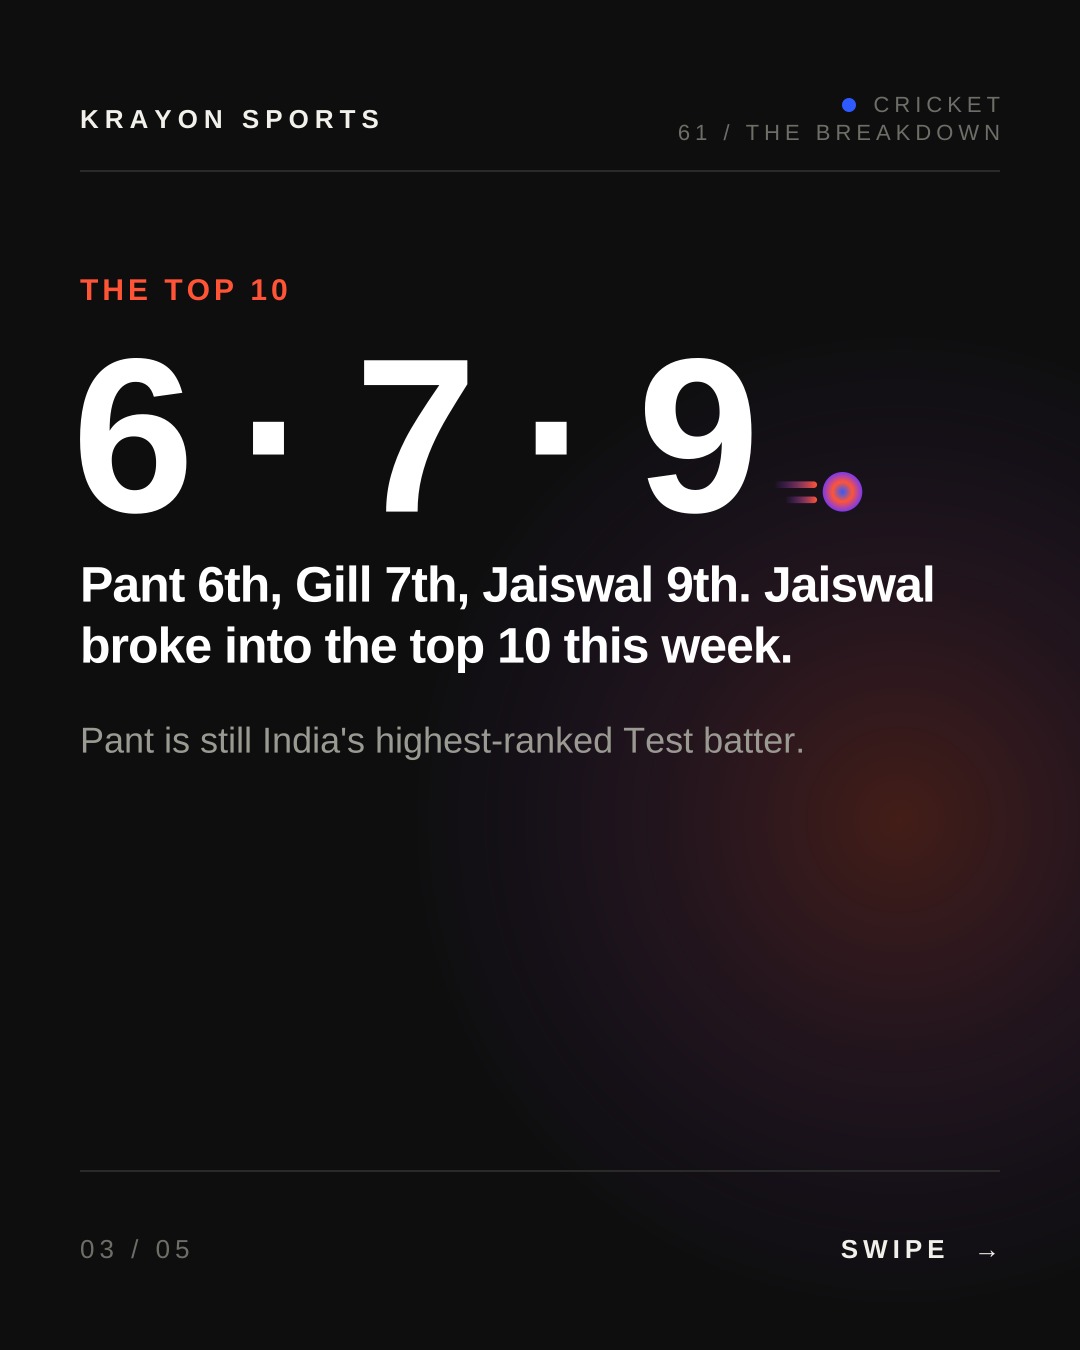 KRAYON SPORTS
CRICKET
61 / THE BREAKDOWN
THE TOP 10
6 · 7 · 9
Pant 6th, Gill 7th, Jaiswal 9th. Jaiswal
broke into the top 10 this week.
Pant is still India's highest-ranked Test batter.
03 / 05
SWIPE →